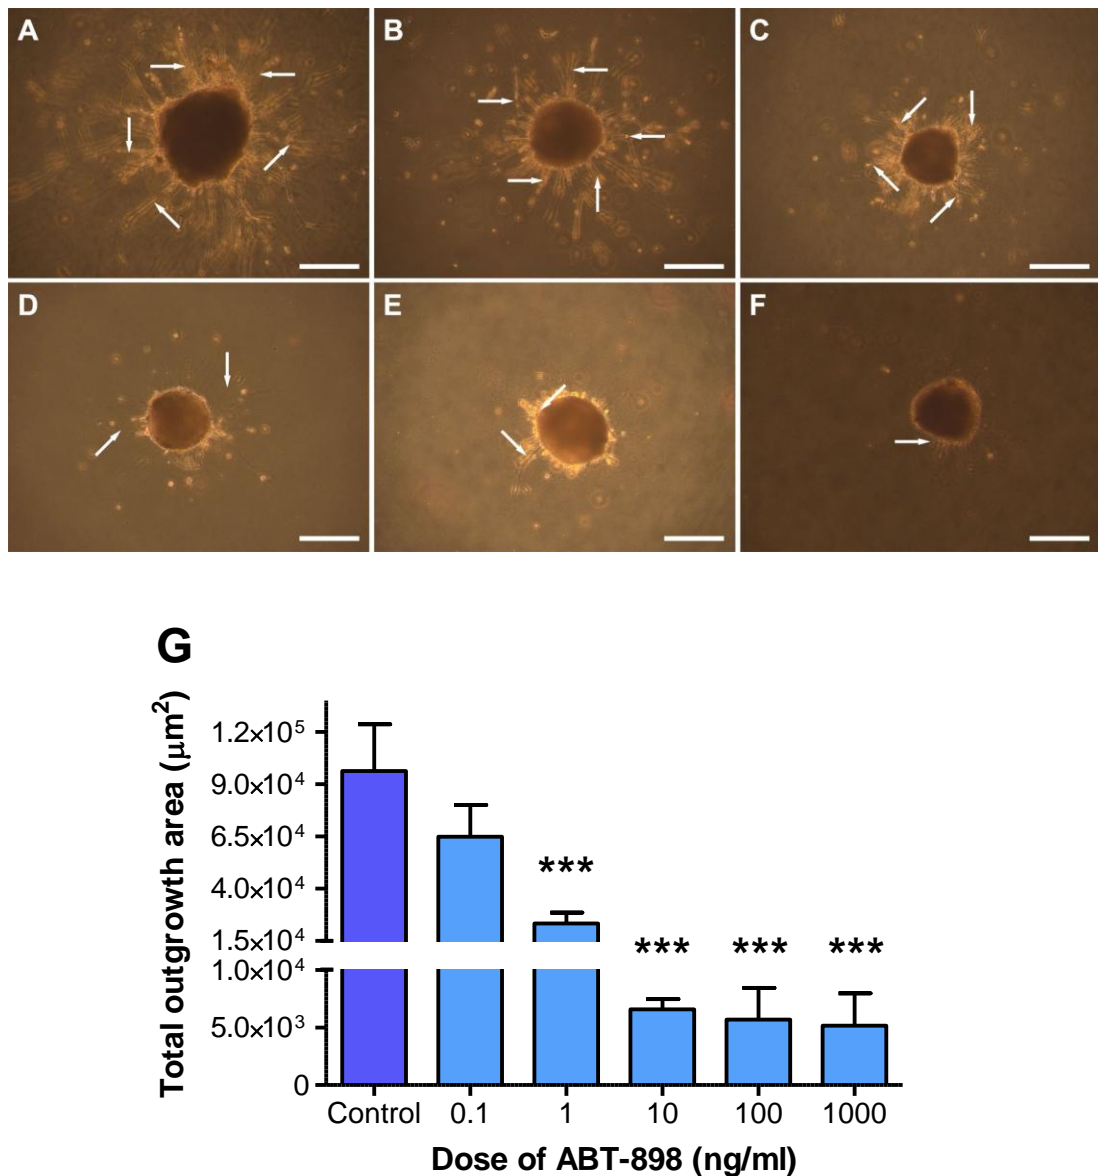 A
B
C
D
E
F
G
Total outgrowth area (μm²)
1.2×10⁵
9.0×10⁴
6.5×10⁴
4.0×10⁴
1.5×10⁴
1.0×10⁴
5.0×10³
0
***
***
***
***
Control 0.1 1 10 100 1000
Dose of ABT-898 (ng/ml)